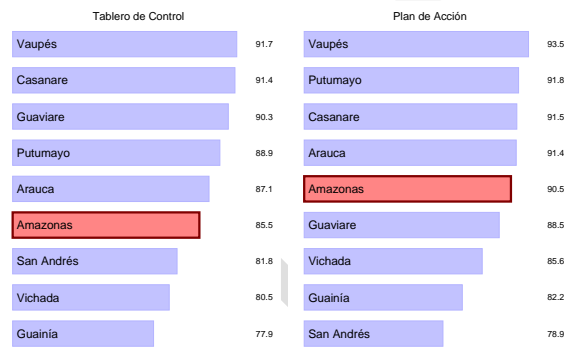 Tablero de Control
Vaupés 91.7
Casanare 91.4
Guaviare 90.3
Putumayo 88.9
Arauca 87.1
Amazonas 85.5
San Andrés 81.8
Vichada 80.5
Guainía 77.9
Plan de Acción
Vaupés 93.5
Putumayo 91.8
Casanare 91.5
Arauca 91.4
Amazonas 90.5
Guaviare 88.5
Vichada 85.6
Guainía 82.2
San Andrés 78.9